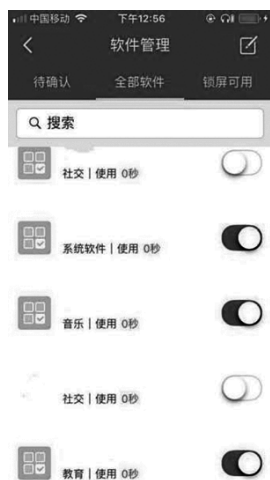 中国移动 下午12:56
软件管理
待确认 全部软件 锁屏可用
搜索
社交 | 使用 0秒
系统软件 | 使用 0秒
音乐 | 使用 0秒
社交 | 使用 0秒
教育 | 使用 0秒